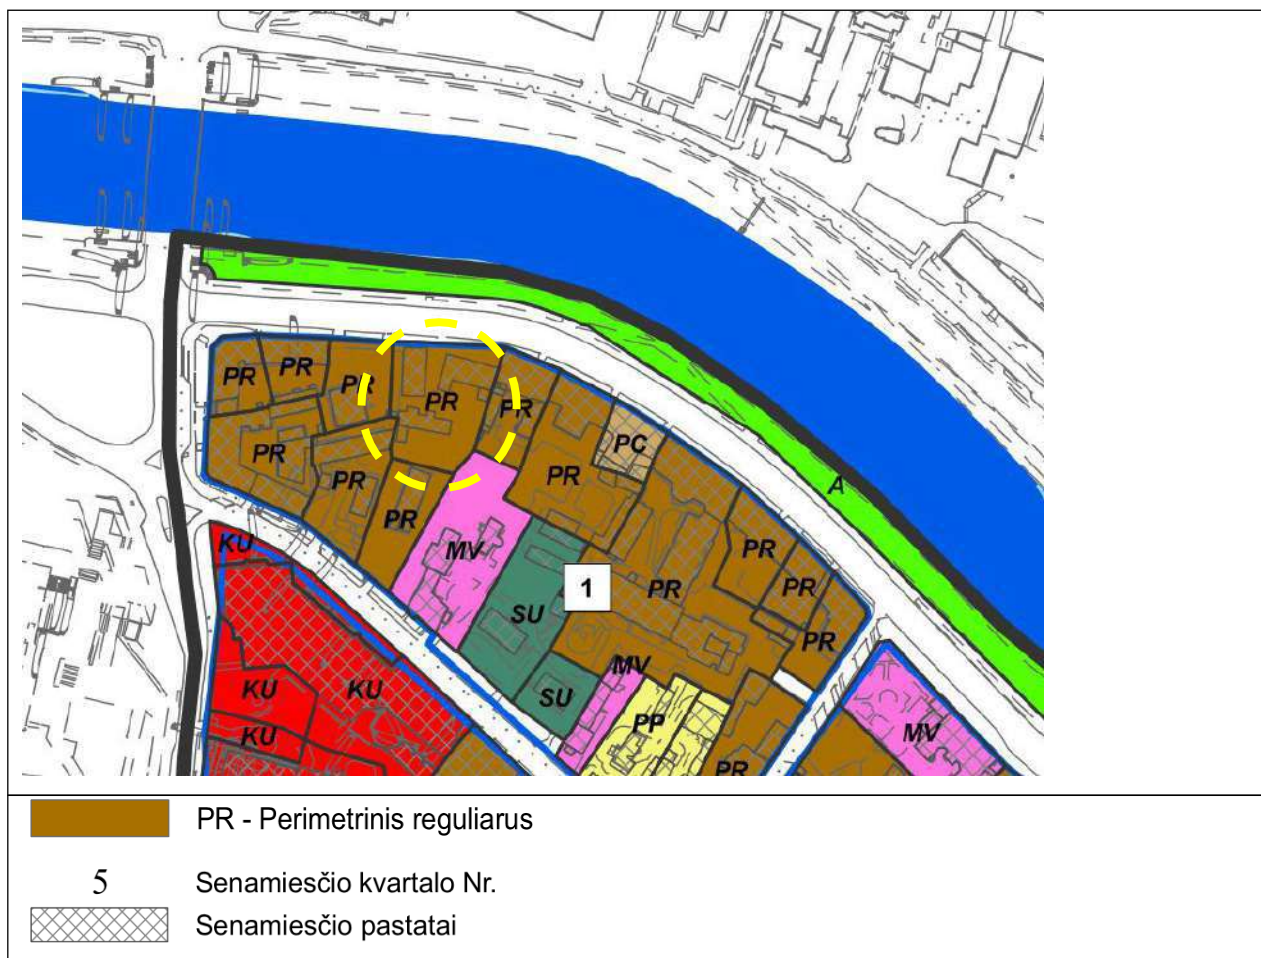 PR
PR
PR
PR
PR
PC
PR
PR
PR
PR
A
KU
MV
1
PR
PR
PR
SU
PR
MV
KU
KU
SU
PP
MV
KU
PR
PR - Perimetrinis reguliarus
5 Senamiesčio kvartalo Nr.
Senamiesčio pastatai